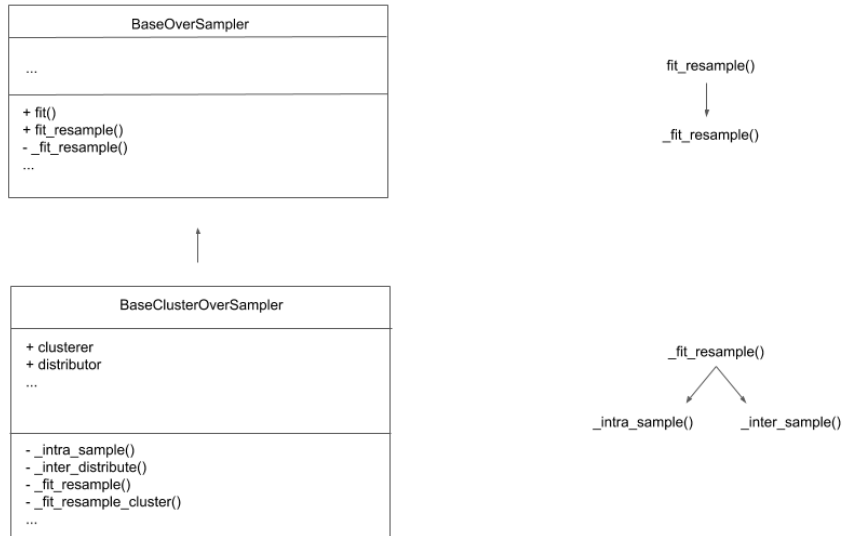 BaseOverSampler
...
+ fit()
+ fit_resample()
- _fit_resample()
...
fit_resample()
_fit_resample()
BaseClusterOverSampler
+ clusterer
+ distributor
...
- _intra_sample()
- _inter_distribute()
- _fit_resample()
- _fit_resample_cluster()
...
_fit_resample()
_intra_sample() _inter_sample()